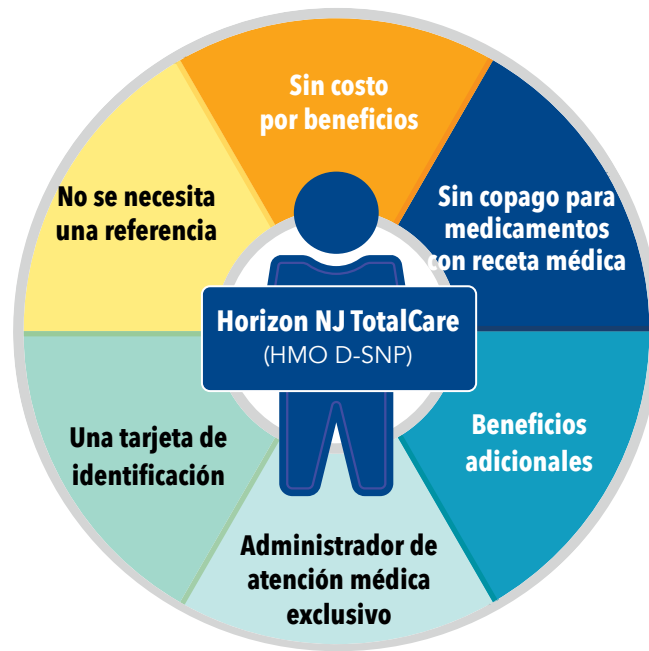 Sin costo
por beneficios
Sin copago para
medicamentos
con receta médica
Beneficios
adicionales
Administrador de
atención médica
exclusivo
Una tarjeta de
identificación
No se necesita
una referencia
Horizon NJ TotalCare
(HMO D-SNP)